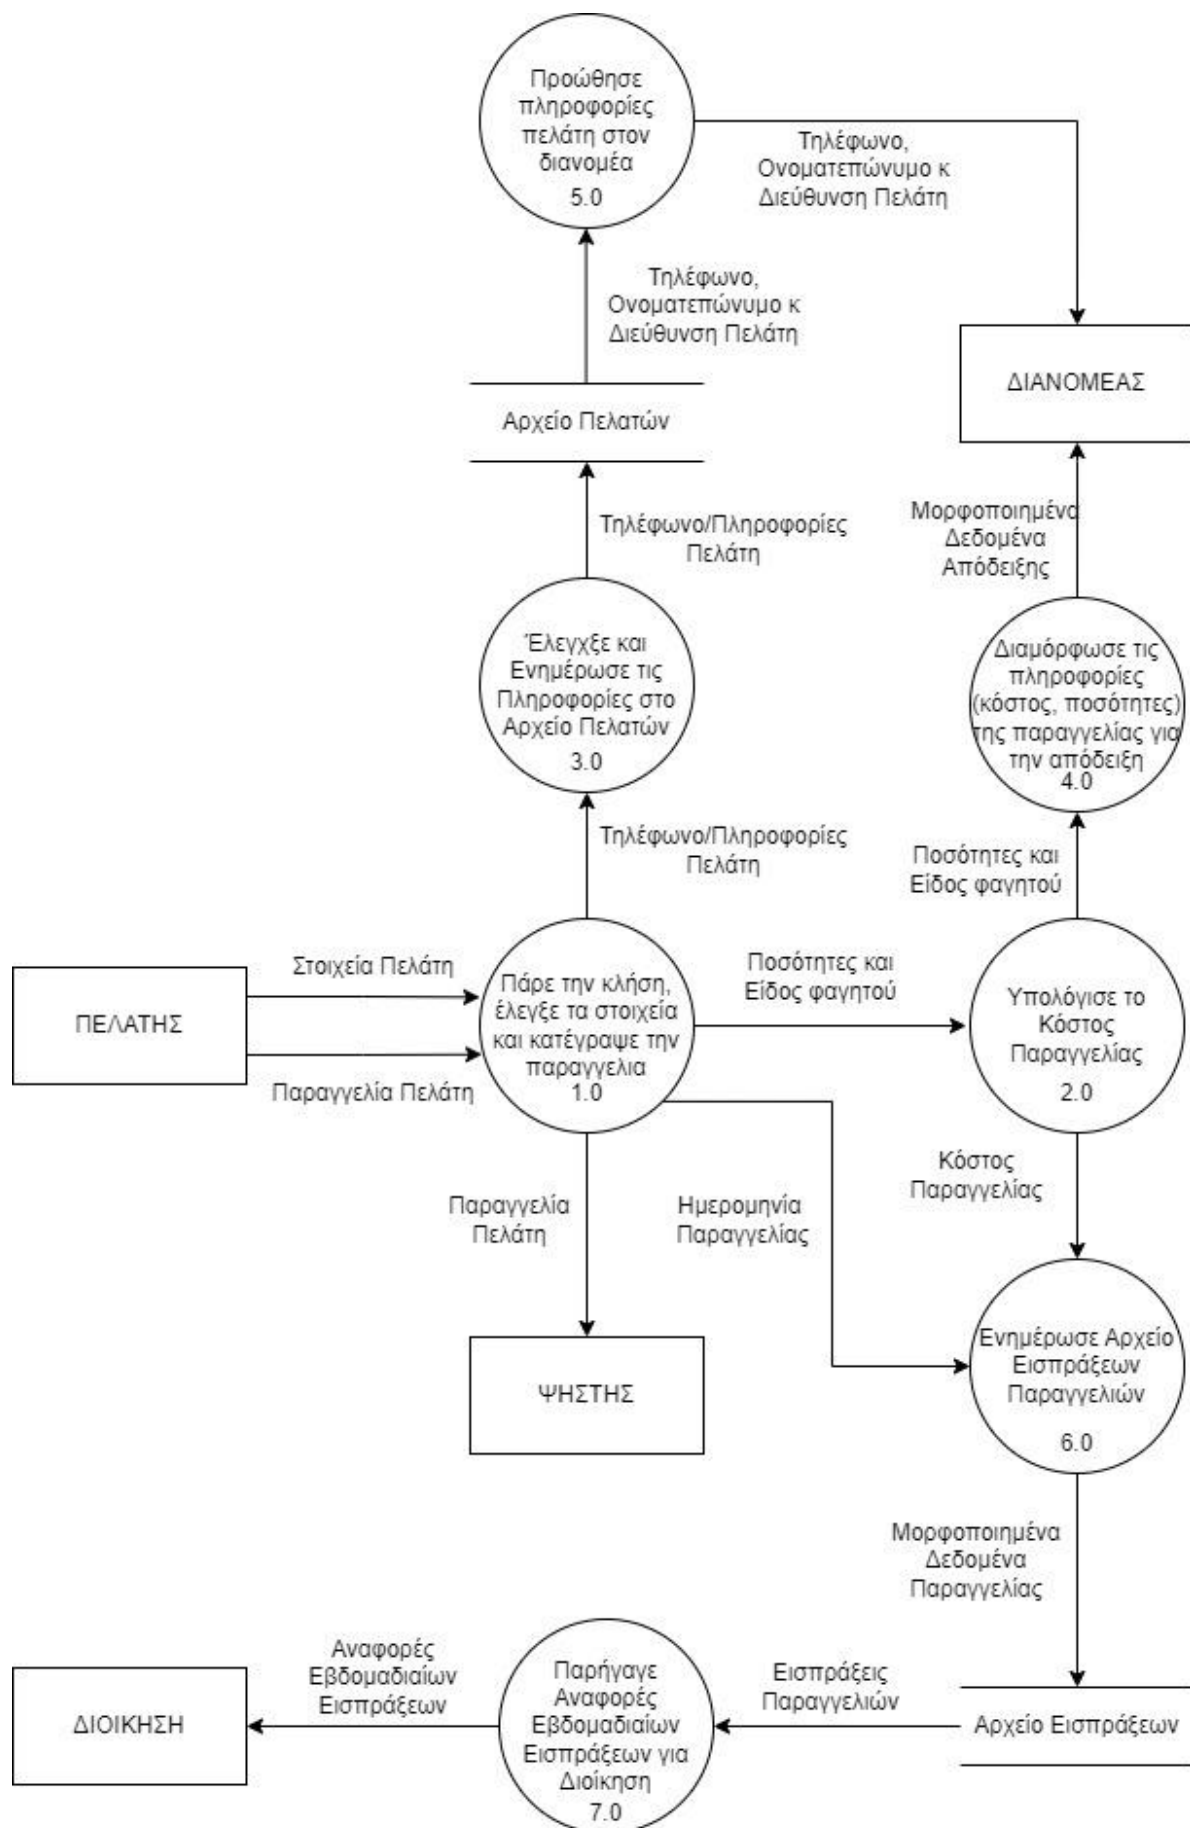 Προώθησε
πληροφορίες
πελάτη στον
διανομέα
5.0
Τηλέφωνο,
Ονοματεπώνυμο κ
Διεύθυνση Πελάτη
Τηλέφωνο,
Ονοματεπώνυμο κ
Διεύθυνση Πελάτη
ΔΙΑΝΟΜΕΑΣ
Αρχείο Πελατών
Τηλέφωνο/Πληροφορίες
Πελάτη
Μορφοποιημένα
Δεδομένα
Απόδειξης
Έλεγχξε και
Ενημέρωσε τις
Πληροφορίες στο
Αρχείο Πελατών
3.0
Διαμόρφωσε τις
πληροφορίες
(κόστος, ποσότητες)
της παραγγελίας για
την απόδειξη
4.0
Τηλέφωνο/Πληροφορίες
Πελάτη
Ποσότητες και
Είδος φαγητού
ΠΕΛΑΤΗΣ
Στοιχεία Πελάτη
Παραγγελία Πελάτη
Πάρε την κλήση,
έλεγξε τα στοιχεία
και κατέγραψε την
παραγγελια
1.0
Ποσότητες και
Είδος φαγητού
Υπολόγισε το
Κόστος
Παραγγελίας
2.0
Παραγγελία
Πελάτη
Ημερομηνία
Παραγγελίας
Κόστος
Παραγγελίας
ΨΗΣΤΗΣ
Ενημέρωσε Αρχείο
Εισπράξεων
Παραγγελιών
6.0
Μορφοποιημένα
Δεδομένα
Παραγγελίας
ΔΙΟΙΚΗΣΗ
Αναφορές
Εβδομαδιαίων
Εισπράξεων
Παρήγαγε
Αναφορές
Εβδομαδιαίων
Εισπράξεων για
Διοίκηση
7.0
Εισπράξεις
Παραγγελιών
Αρχείο Εισπράξεων